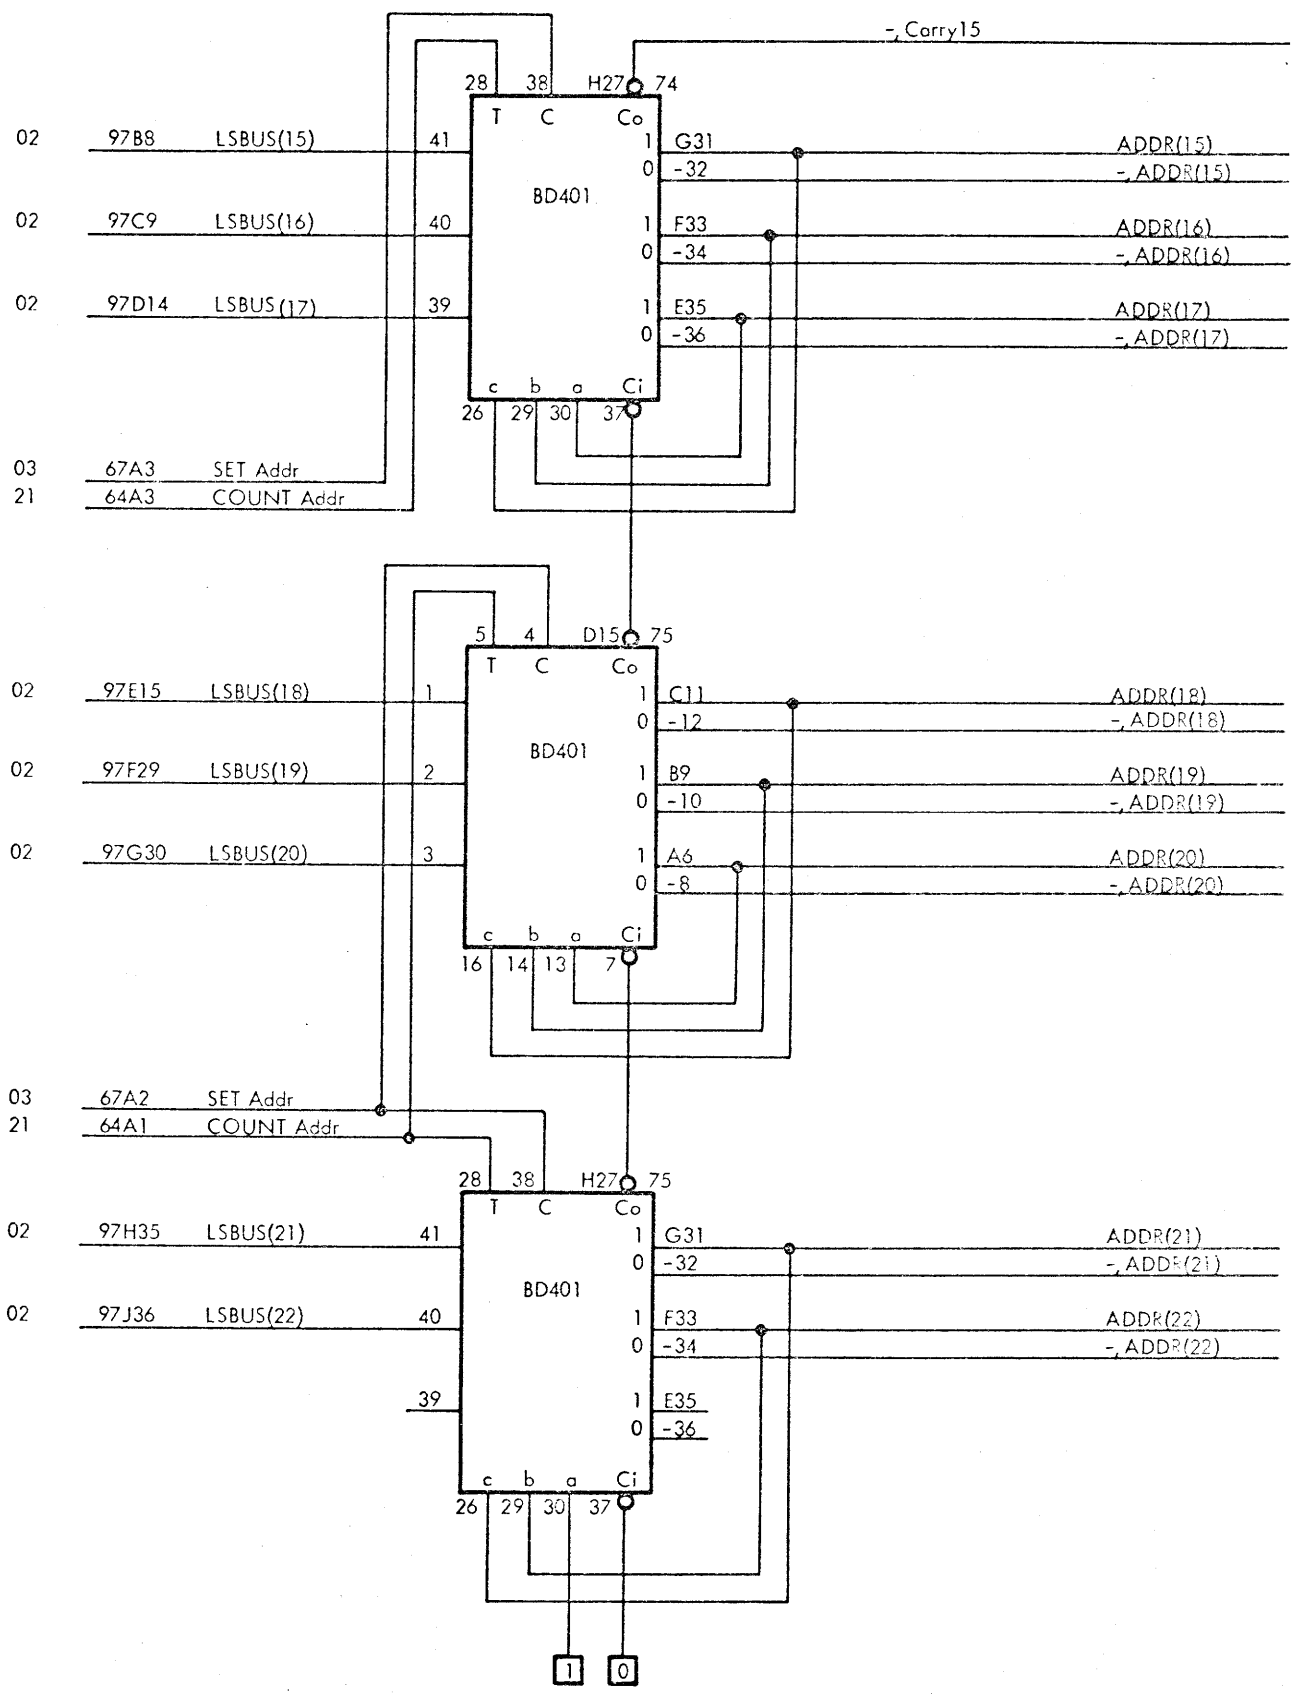 -, Carry15
28 38 H27 74
T C Co
02 97B8 LSBUS(15) 41 1 G31 ADDR(15)
0 -32 -, ADDR(15)
BD401
02 97C9 LSBUS(16) 40 1 F33 ADDR(16)
0 -34 -, ADDR(16)
02 97D14 LSBUS(17) 39 1 E35 ADDR(17)
0 -36 -, ADDR(17)
c b a Ci
26 29 30 37
03 67A3 SET Addr
21 64A3 COUNT Addr
5 4 D15 75
T C Co
02 97E15 LSBUS(18) 1 1 C11 ADDR(18)
0 -12 -, ADDR(18)
BD401
02 97F29 LSBUS(19) 2 1 B9 ADDR(19)
0 -10 -, ADDR(19)
02 97G30 LSBUS(20) 3 1 A6 ADDR(20)
0 -8 -, ADDR(20)
c b a Ci
16 14 13 7
03 67A2 SET Addr
21 64A1 COUNT Addr
28 38 H27 75
T C Co
02 97H35 LSBUS(21) 41 1 G31 ADDR(21)
0 -32 -, ADDR(21)
BD401
02 97J36 LSBUS(22) 40 1 F33 ADDR(22)
0 -34 -, ADDR(22)
39 1 E35
0 -36
c b a Ci
26 29 30 37
1 0